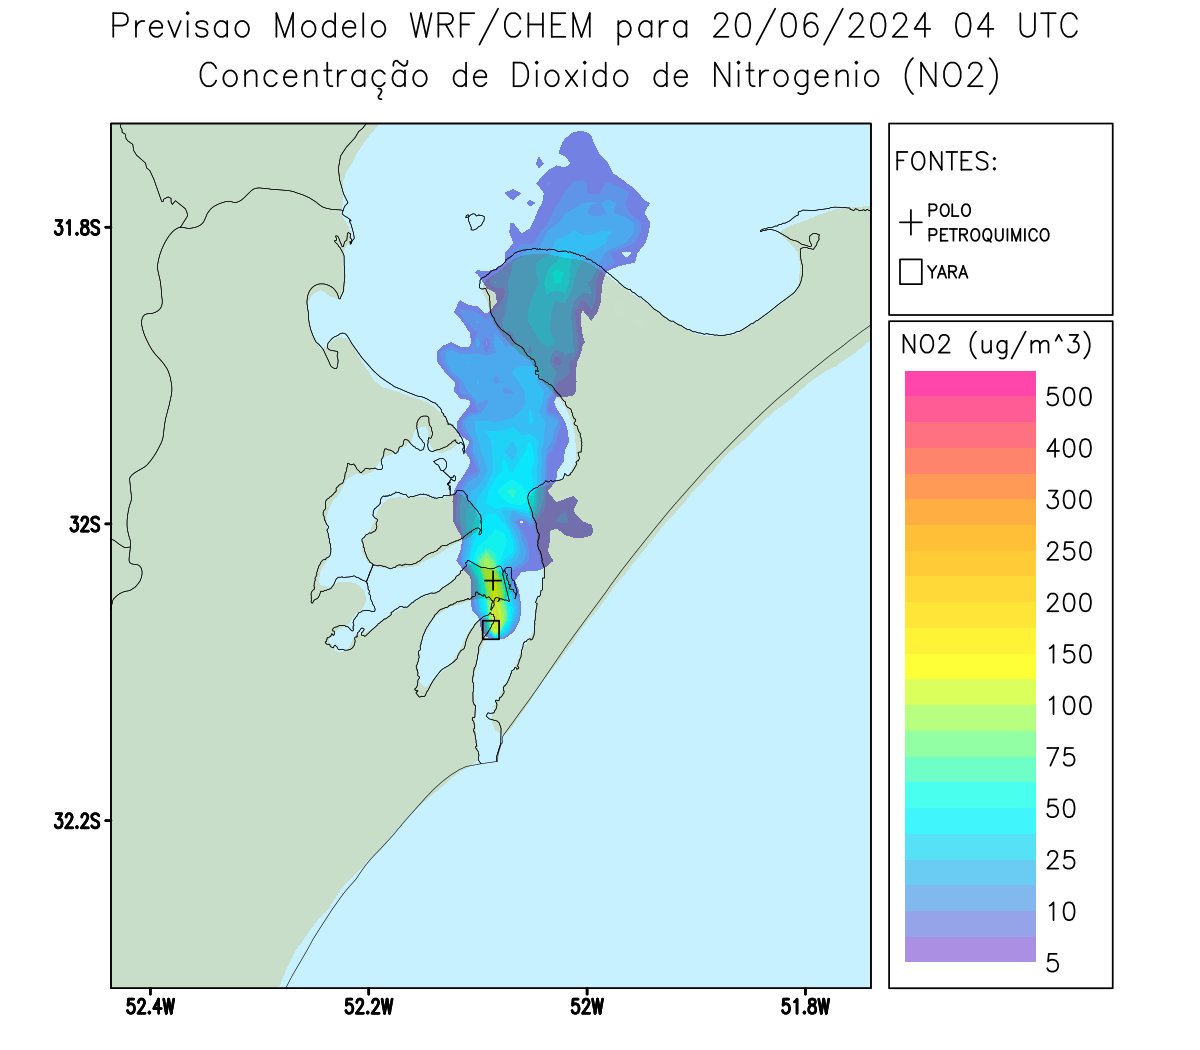 Previsao Modelo WRF/CHEM para 20/06/2024 04 UTC
Concentração de Dioxido de Nitrogenio (NO2)
FONTES:
POLO
PETROQUIMICO
YARA
NO2 (ug/m^3)
500
400
300
250
200
150
100
75
50
25
10
5
31.8S
32S
32.2S
52.4W
52.2W
52W
51.8W